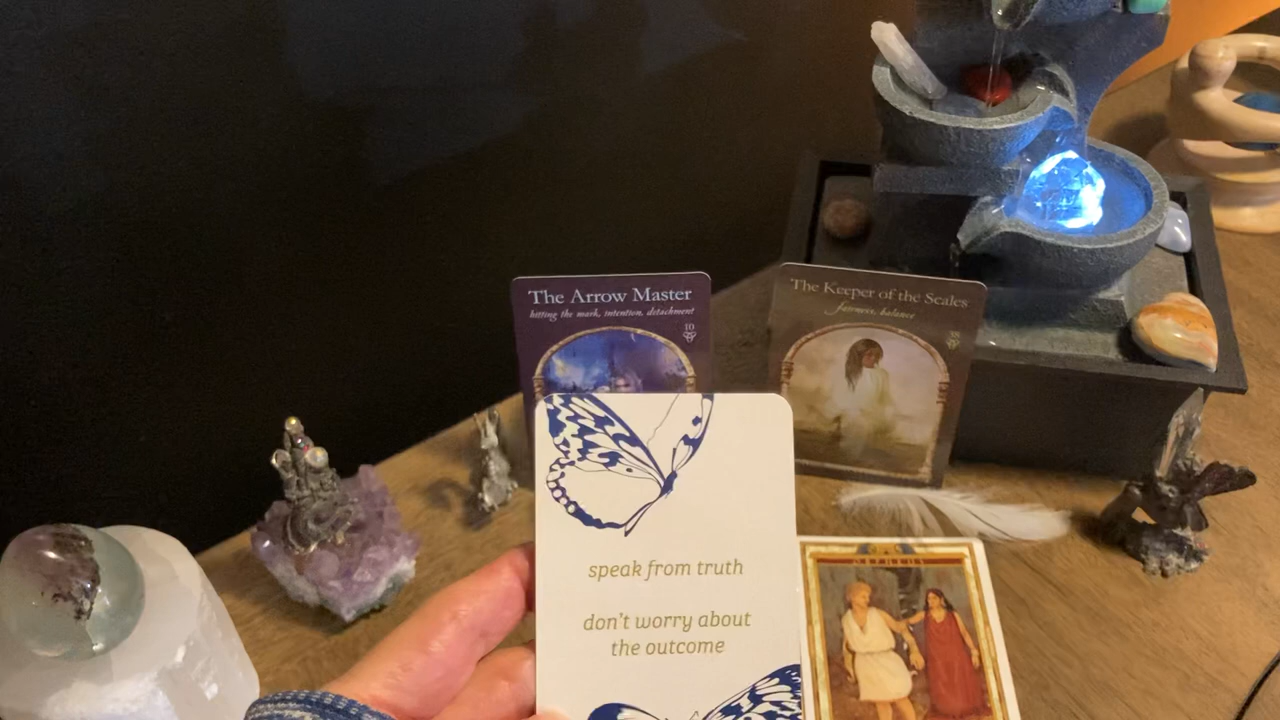 The Arrow Master
hitting the mark, intention, detachment
10
The Keeper of the Scales
fairness, balance
speak from truth
don't worry about
the outcome
ORPHEUS